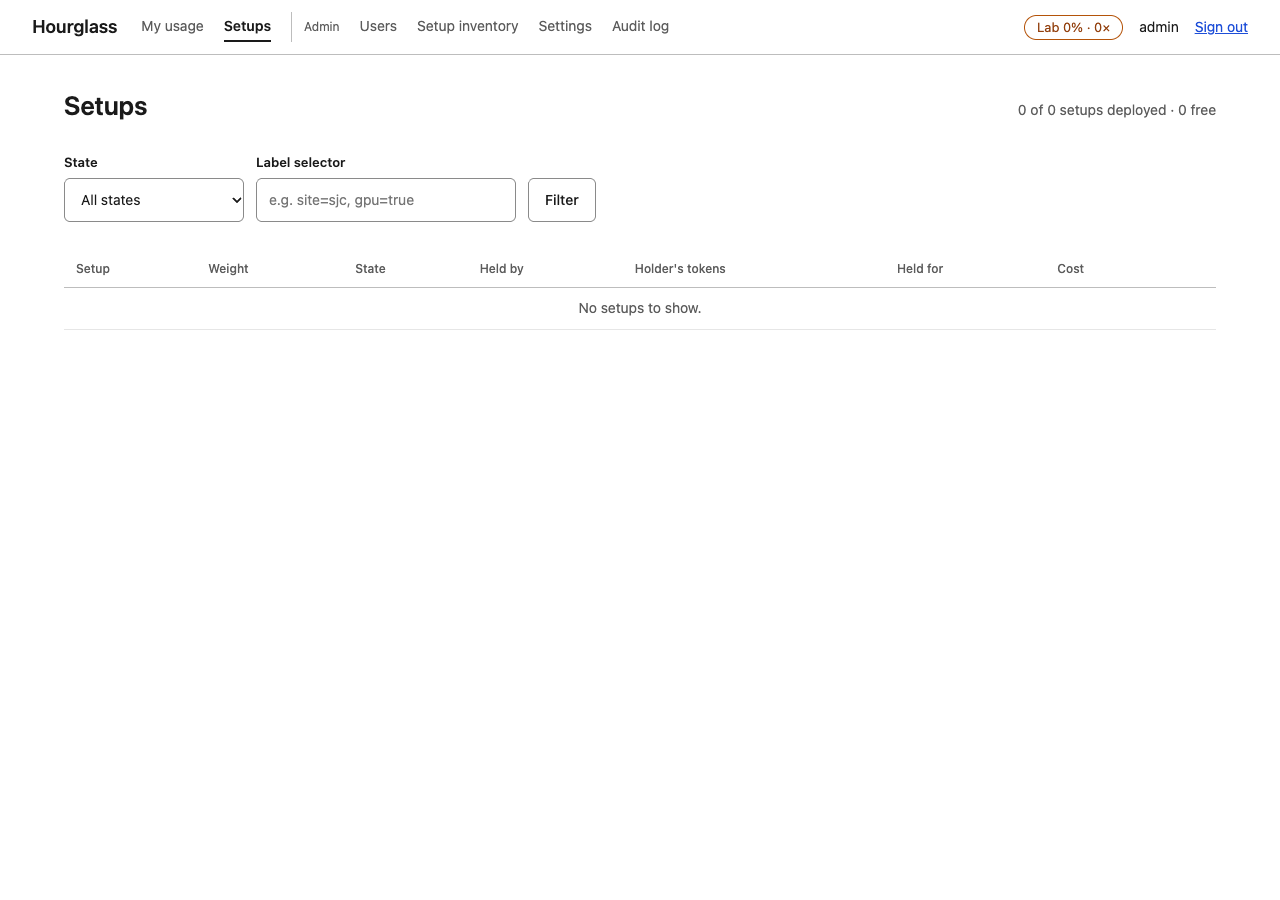 Hourglass My usage Setups Admin Users Setup inventory Settings Audit log Lab 0% · 0× admin Sign out
Setups 0 of 0 setups deployed · 0 free
State Label selector
All states e.g. site=sjc, gpu=true Filter
Setup Weight State Held by Holder's tokens Held for Cost
No setups to show.